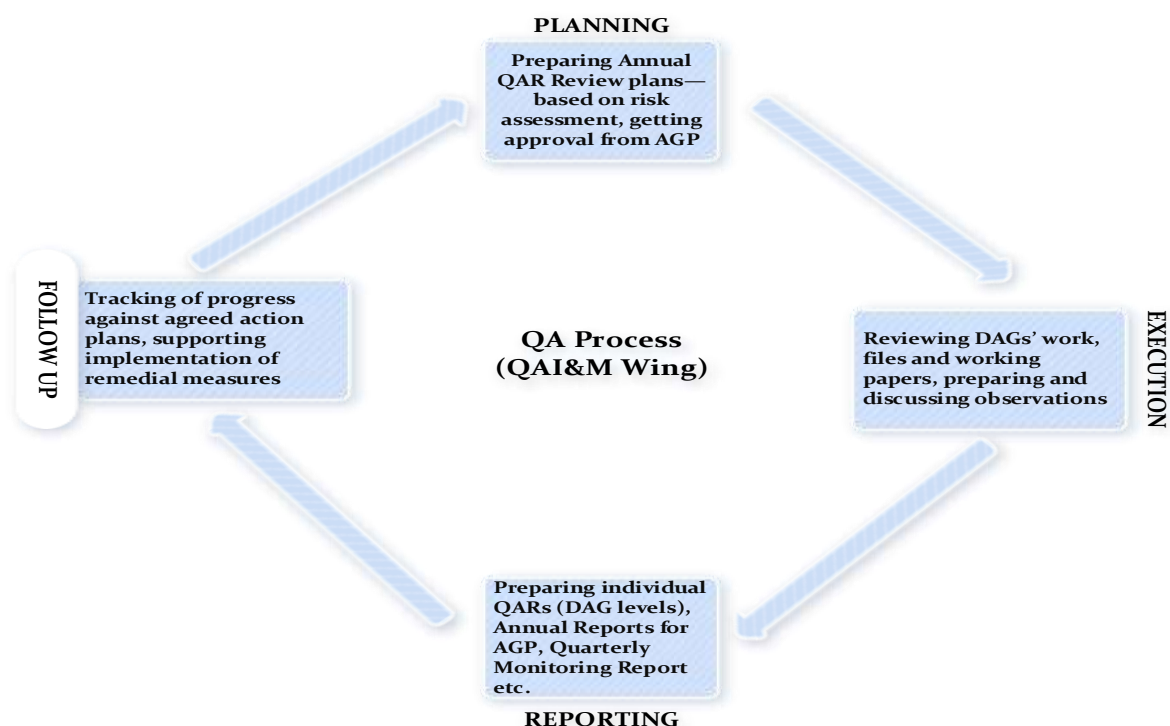 PLANNING
Preparing Annual
QAR Review plans—
based on risk
assessment, getting
approval from AGP
FOLLOW UP
Tracking of progress
against agreed action
plans, supporting
implementation of
remedial measures
QA Process
(QAI&M Wing)
Reviewing DAGs' work,
files and working
papers, preparing and
discussing observations
EXECUTION
Preparing individual
QARs (DAG levels),
Annual Reports for
AGP, Quarterly
Monitoring Report
etc.
REPORTING